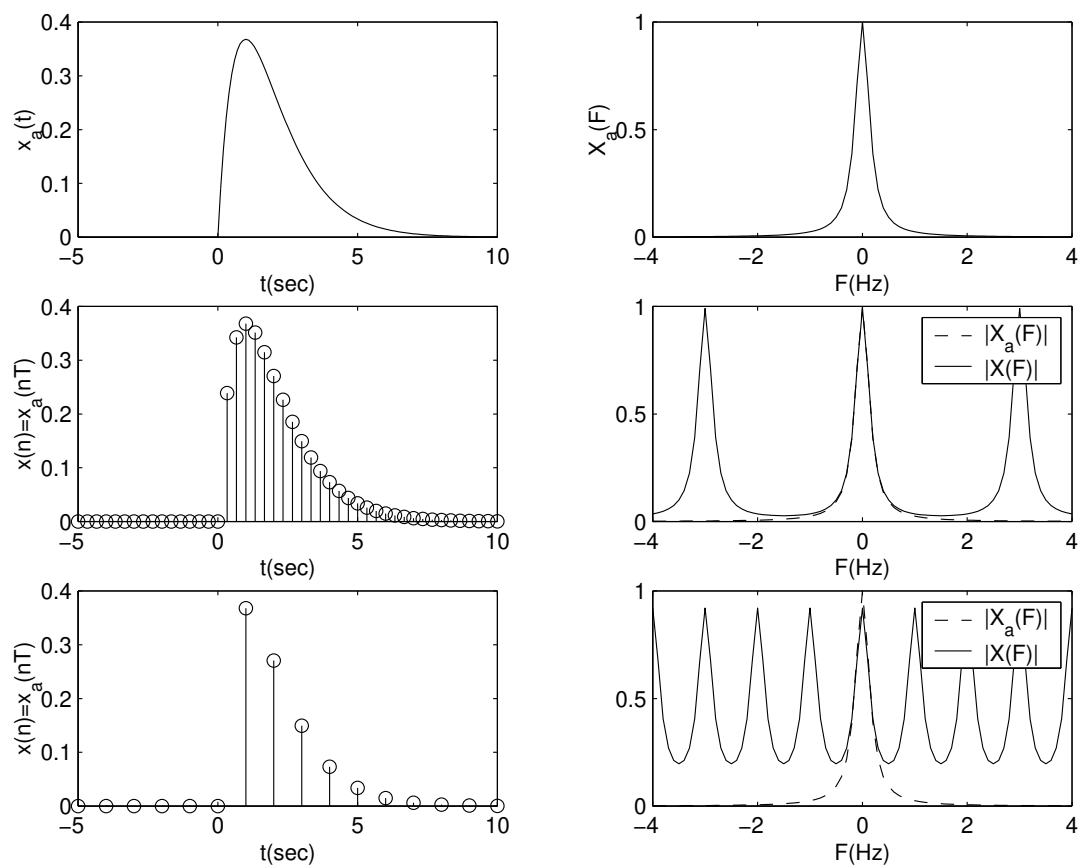 0.4
0.3
0.2
0.1
0
x_a(t)
−5 0 5 10
t(sec)
1
0.5
0
X_a(F)
−4 −2 0 2 4
F(Hz)
0.4
0.3
0.2
0.1
0
x(n)=x_a(nT)
−5 0 5 10
t(sec)
1
0.5
0
|X_a(F)|
|X(F)|
−4 −2 0 2 4
F(Hz)
0.4
0.3
0.2
0.1
0
x(n)=x_a(nT)
−5 0 5 10
t(sec)
1
0.5
0
|X_a(F)|
|X(F)|
−4 −2 0 2 4
F(Hz)